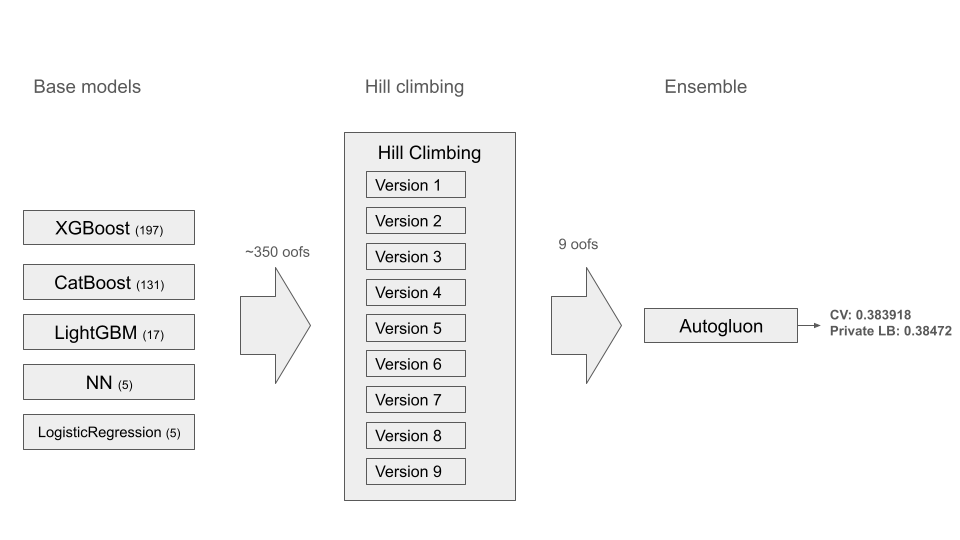 Base models
Hill climbing
Ensemble
XGBoost (197)
CatBoost (131)
LightGBM (17)
NN (5)
LogisticRegression (5)
~350 oofs
Hill Climbing
Version 1
Version 2
Version 3
Version 4
Version 5
Version 6
Version 7
Version 8
Version 9
9 oofs
Autogluon
CV: 0.383918
Private LB: 0.38472